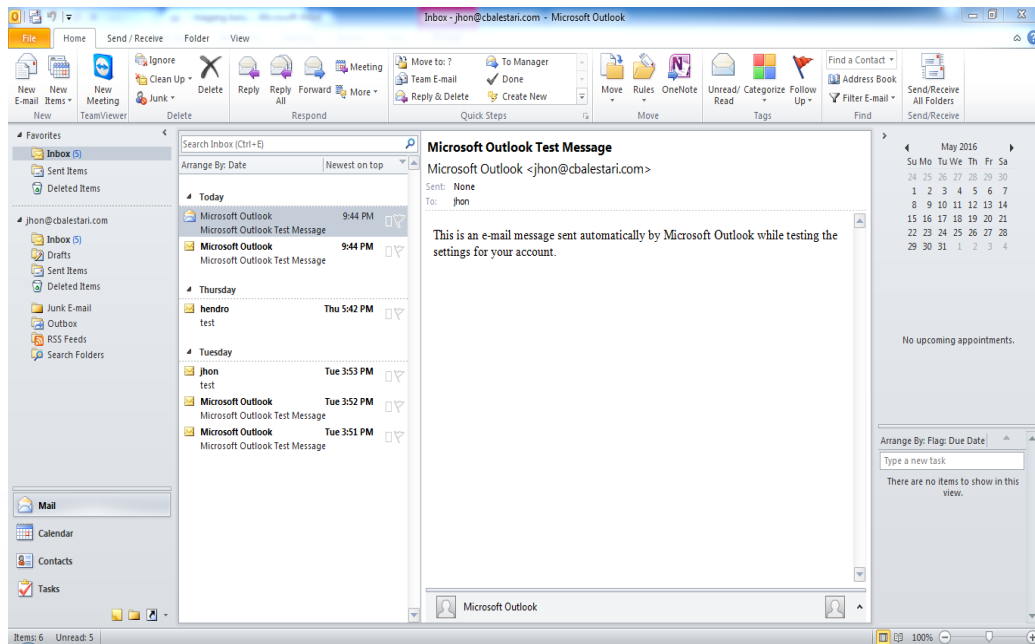 Inbox - jhon@cbalestari.com - Microsoft Outlook
File Home Send / Receive Folder View
New E-mail
New Items
New Meeting
Ignore
Clean Up
Junk
Delete
Reply
Reply All
Forward
Meeting
More
Move to: ?
Team E-mail
Reply & Delete
To Manager
Done
Create New
Move
Rules
OneNote
Unread/ Read
Categorize
Follow Up
Find a Contact
Address Book
Filter E-mail
Send/Receive All Folders
New TeamViewer Delete Respond Quick Steps Move Tags Find Send/Receive
Favorites
Inbox (5)
Sent Items
Deleted Items
jhon@cbalestari.com
Inbox (5)
Drafts
Sent Items
Deleted Items
Junk E-mail
Outbox
RSS Feeds
Search Folders
Mail
Calendar
Contacts
Tasks
Search Inbox (Ctrl+E)
Arrange By: Date Newest on top
Today
Microsoft Outlook 9:44 PM
Microsoft Outlook Test Message
Microsoft Outlook 9:44 PM
Microsoft Outlook Test Message
Thursday
hendro Thu 5:42 PM
test
Tuesday
jhon Tue 3:53 PM
test
Microsoft Outlook Tue 3:52 PM
Microsoft Outlook Test Message
Microsoft Outlook Tue 3:51 PM
Microsoft Outlook Test Message
Microsoft Outlook Test Message
Microsoft Outlook <jhon@cbalestari.com>
Sent: None
To: jhon
This is an e-mail message sent automatically by Microsoft Outlook while testing the
settings for your account.
Microsoft Outlook
May 2016
Su Mo Tu We Th Fr Sa
24 25 26 27 28 29 30
1 2 3 4 5 6 7
8 9 10 11 12 13 14
15 16 17 18 19 20 21
22 23 24 25 26 27 28
29 30 31 1 2 3 4
No upcoming appointments.
Arrange By: Flag: Due Date
Type a new task
There are no items to show in this
view.
Items: 6 Unread: 5
100%